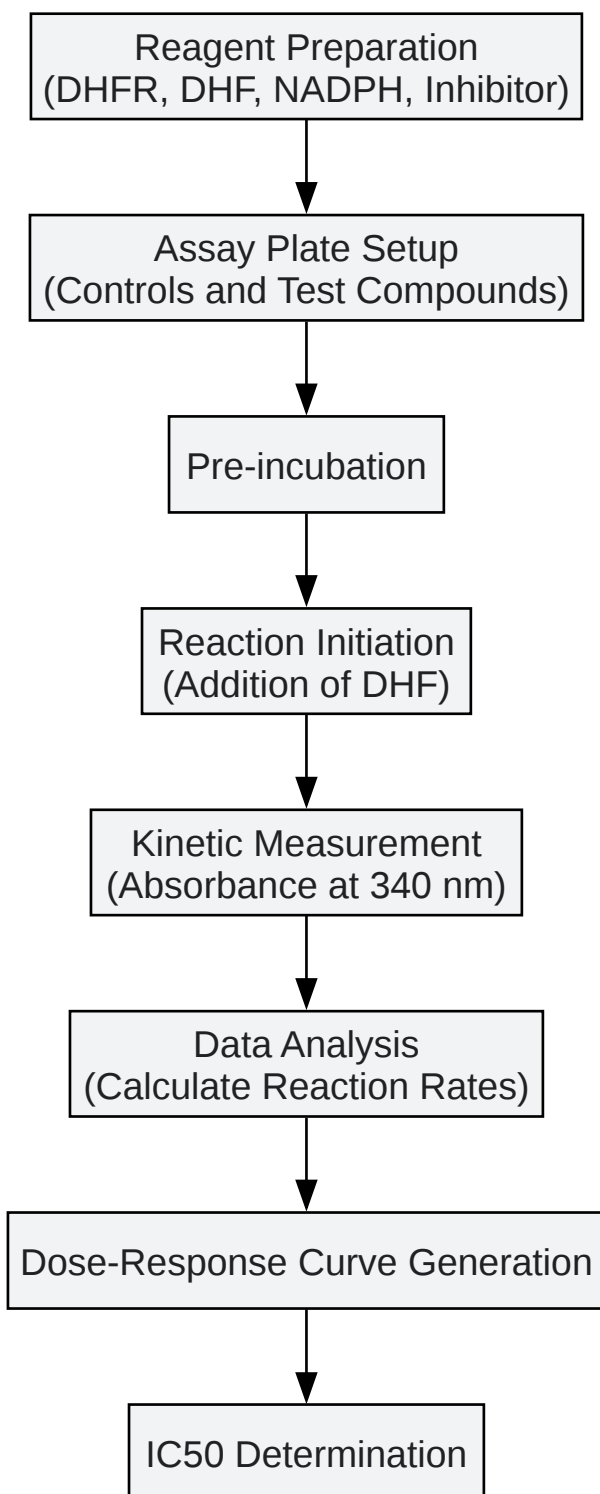 Reagent Preparation
(DHFR, DHF, NADPH, Inhibitor)
Assay Plate Setup
(Controls and Test Compounds)
Pre-incubation
Reaction Initiation
(Addition of DHF)
Kinetic Measurement
(Absorbance at 340 nm)
Data Analysis
(Calculate Reaction Rates)
Dose-Response Curve Generation
IC50 Determination